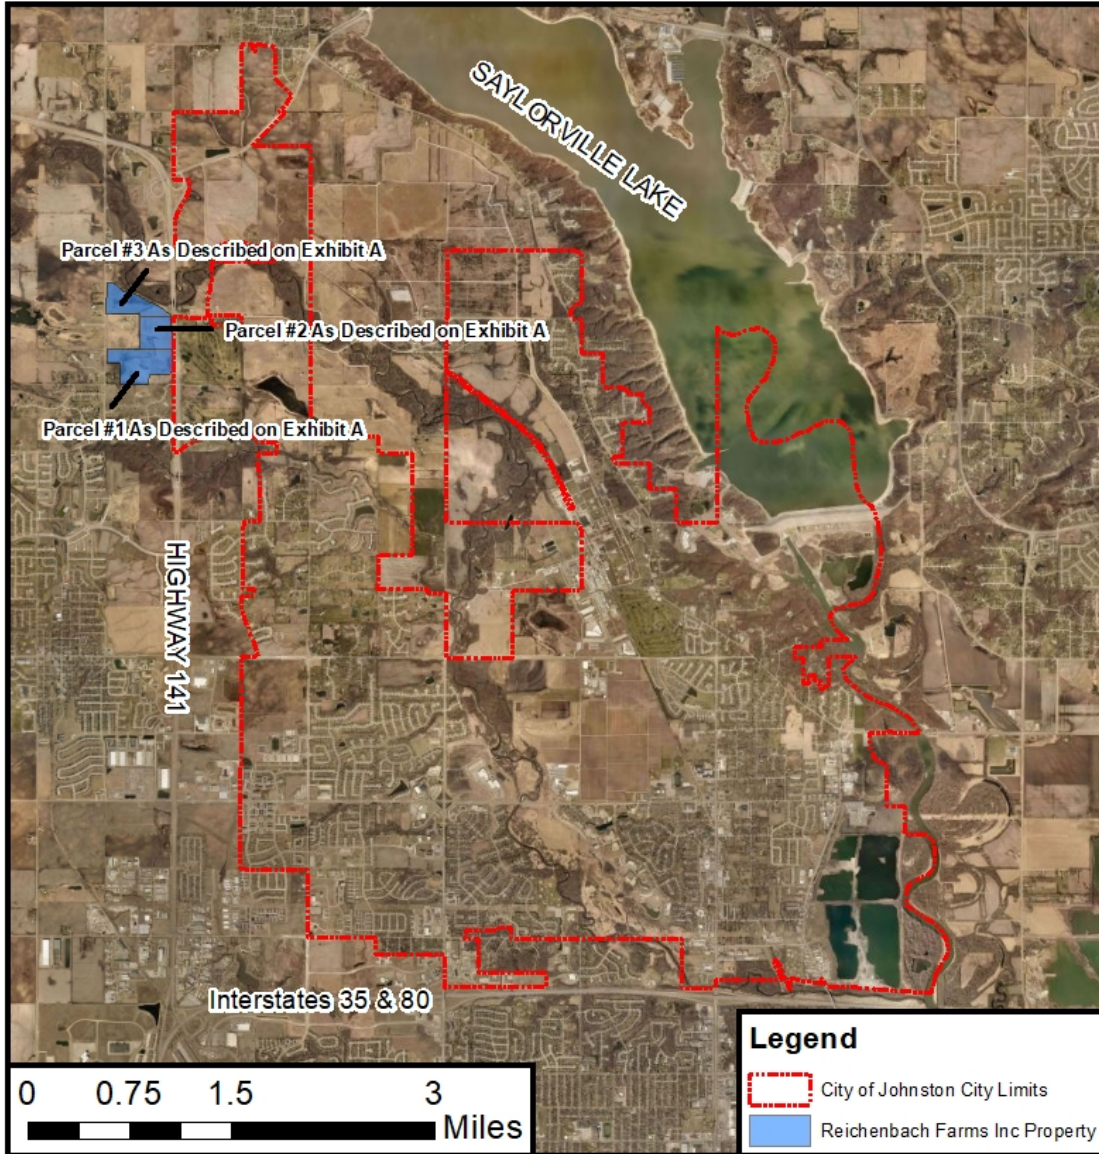 SAYLORVILLE LAKE
Parcel #3 As Described on Exhibit A
Parcel #2 As Described on Exhibit A
Parcel #1 As Described on Exhibit A
HIGHWAY 141
Interstates 35 & 80
0 0.75 1.5 3
Miles
Legend
City of Johnston City Limits
Reichenbach Farms Inc Property